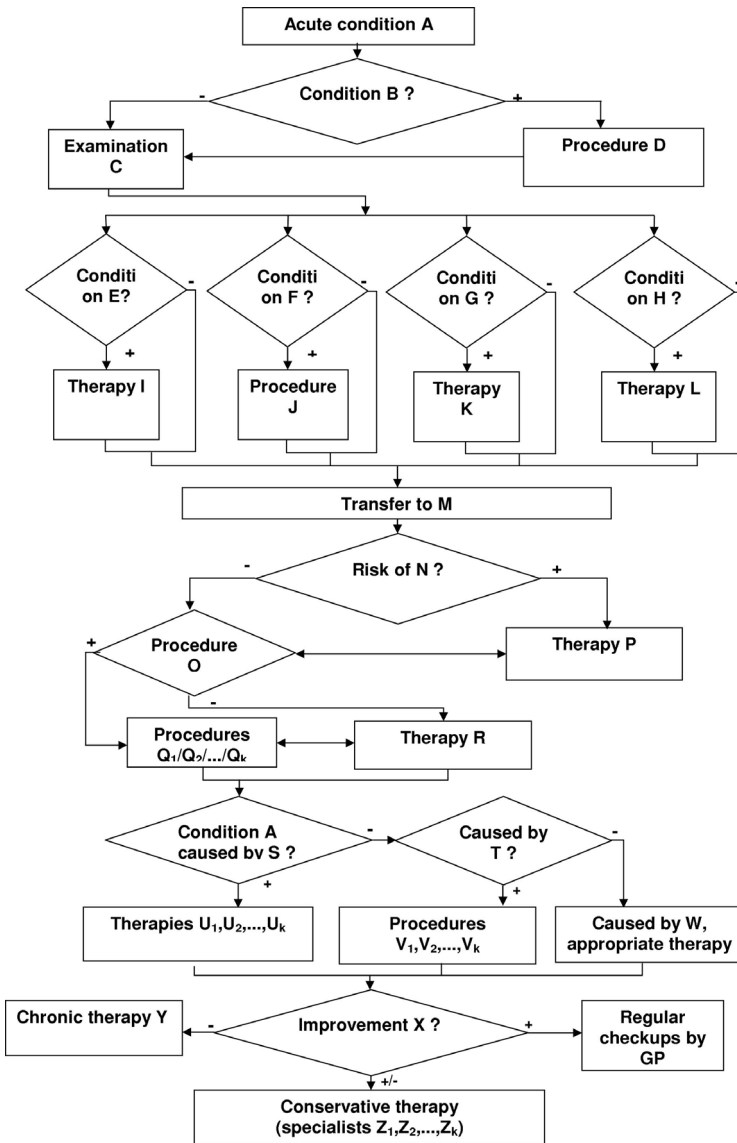 Acute condition A
Condition B ?
-
+
Examination
C
Procedure D
Conditi
on E?
-
Conditi
on F ?
-
Conditi
on G ?
-
Conditi
on H ?
-
+
+
+
+
Therapy I
Procedure
J
Therapy
K
Therapy L
Transfer to M
Risk of N ?
-
+
Procedure
O
+
Therapy P
-
Procedures
Q₁/Q₂/.../Qₖ
Therapy R
Condition A
caused by S ?
-
Caused by
T ?
-
+
+
Therapies U₁,U₂,...,Uₖ
Procedures
V₁,V₂,...,Vₖ
Caused by W,
appropriate therapy
Chronic therapy Y
-
Improvement X ?
+
Regular
checkups by
GP
+/-
Conservative therapy
(specialists Z₁,Z₂,...,Zₖ)